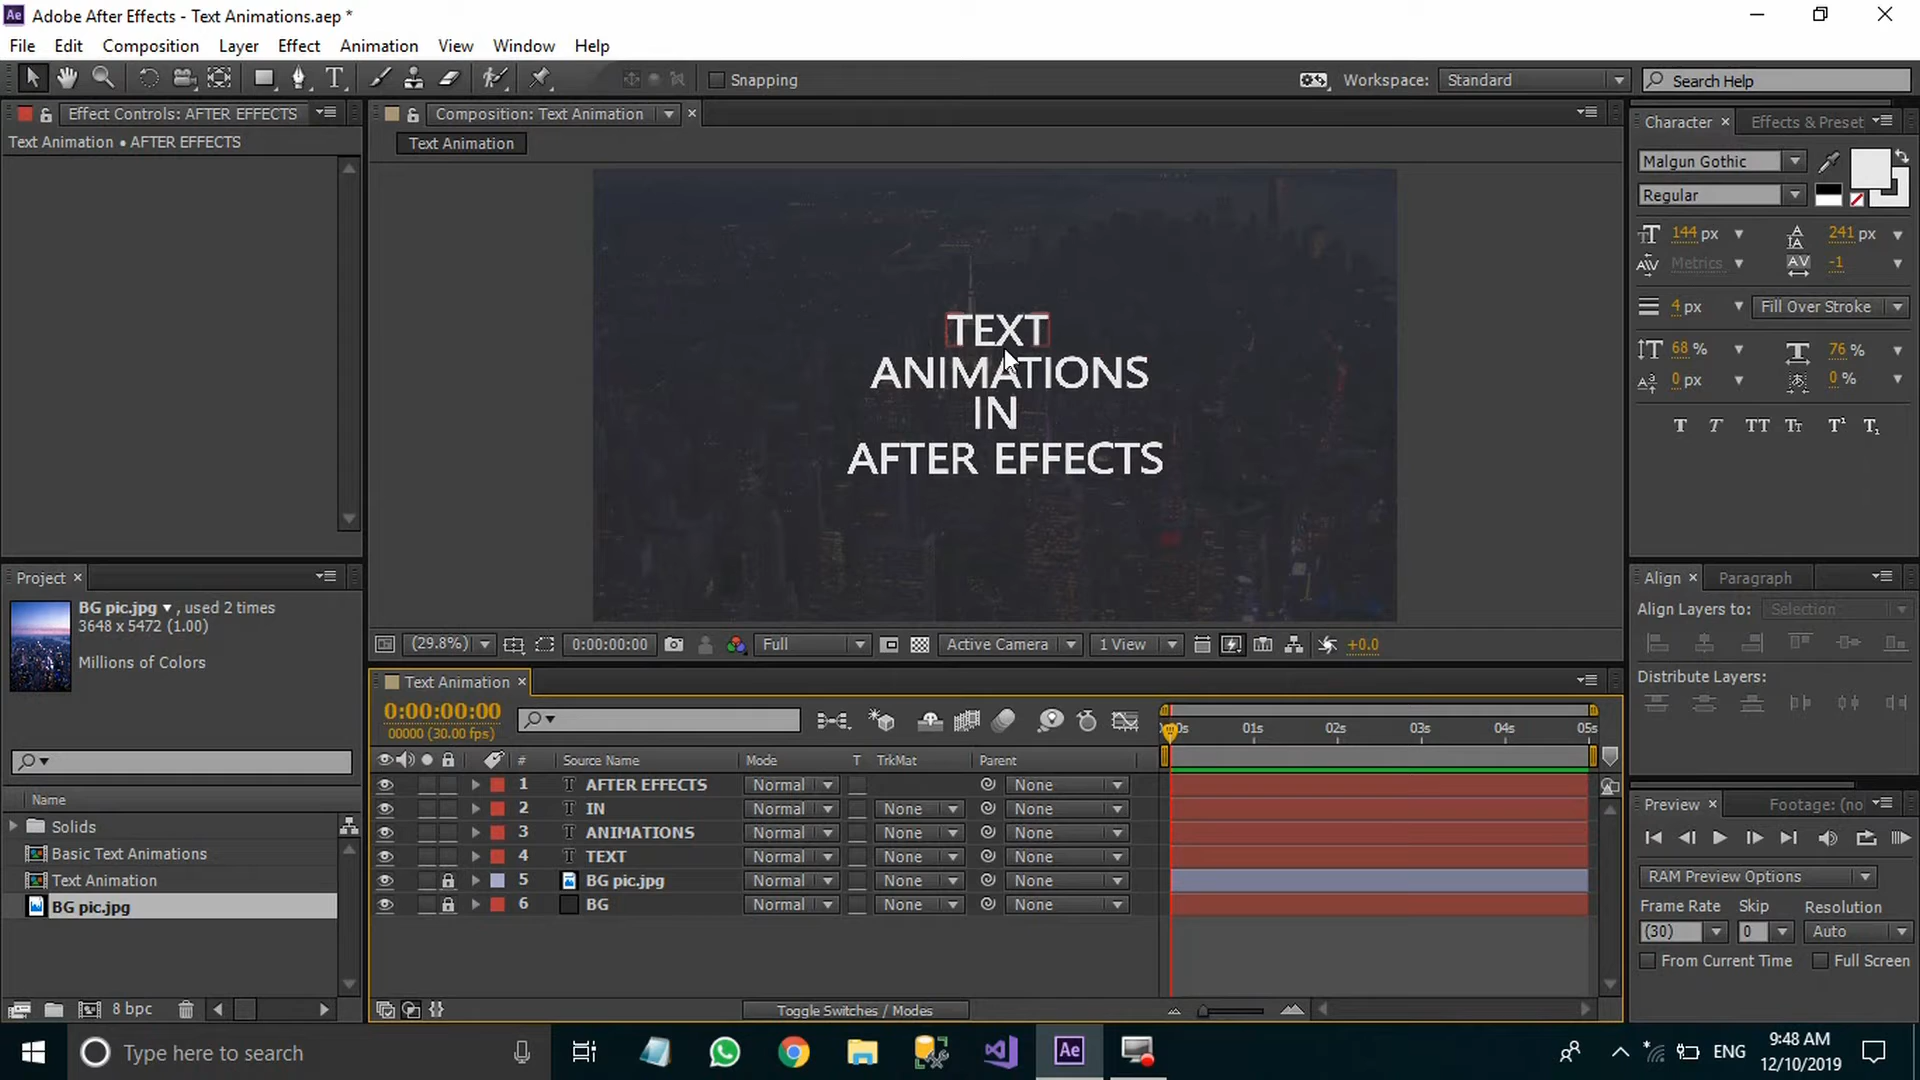 Adobe After Effects - Text Animations.aep *
File Edit Composition Layer Effect Animation View Window Help
Snapping
Workspace: Standard
Search Help
Effect Controls: AFTER EFFECTS
Text Animation • AFTER EFFECTS
Composition: Text Animation
Text Animation
TEXT
ANIMATIONS
IN
AFTER EFFECTS
(29.8%) 0:00:00:00 Full Active Camera 1 View +0.0
Character Effects & Preset
Malgun Gothic
Regular
144 px 241 px
Metrics -1
4 px Fill Over Stroke
68 % 76 %
0 px 0 %
T T TT Tr T¹ T₁
Align Paragraph
Align Layers to: Selection
Distribute Layers:
Project
BG pic.jpg , used 2 times
3648 x 5472 (1.00)
Millions of Colors
Name
Solids
Basic Text Animations
Text Animation
BG pic.jpg
8 bpc
Text Animation
0:00:00:00
00000 (30.00 fps)
0s 01s 02s 03s 04s 05s
# Source Name Mode T TrkMat Parent
1 T AFTER EFFECTS Normal None
2 T IN Normal None None
3 T ANIMATIONS Normal None None
4 T TEXT Normal None None
5 BG pic.jpg Normal None None
6 BG Normal None None
Toggle Switches / Modes
Preview Footage: (no
RAM Preview Options
Frame Rate Skip Resolution
(30) 0 Auto
From Current Time Full Screen
Type here to search
Ae
ENG
9:48 AM
12/10/2019